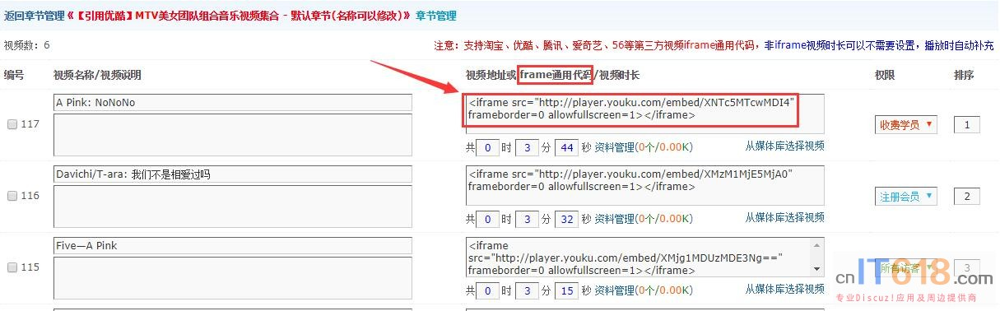 返回章节管理《【引用优酷】MTV美女团队组合音乐视频集合 - 默认章节(名称可以修改)》 章节管理
视频数：6
注意：支持淘宝、优酷、腾讯、爱奇艺、56等第三方视频iframe通用代码，非iframe视频时长可以不需要设置，播放时自动补充
编号 视频名称/视频说明 视频地址或 frame通用代码/视频时长 权限 排序
117 A Pink: NoNoNo
<iframe src="http://player.youku.com/embed/XNTc5MTcwMDI4"
frameborder=0 allowfullscreen=1></iframe>
收费学员 1
共 0 时 3 分 44 秒 资料管理(0个/0.00K) 从媒体库选择视频
116 Davichi/T-ara: 我们不是相爱过吗
<iframe src="http://player.youku.com/embed/XMzM1MjE5MjA0"
frameborder=0 allowfullscreen=1></iframe>
注册会员 2
共 0 时 3 分 32 秒 资料管理(0个/0.00K) 从媒体库选择视频
115 Five—A Pink
<iframe
src="http://player.youku.com/embed/XMjg1MDUzMDE3Ng=="
frameborder=0 allowfullscreen=1></iframe>
所有访客 3
共 0 时 3 分 15 秒 资料管理(0个/0.00K) 从媒体库选择视频
cnIT618.com
专业Discuz!应用及周边提供商